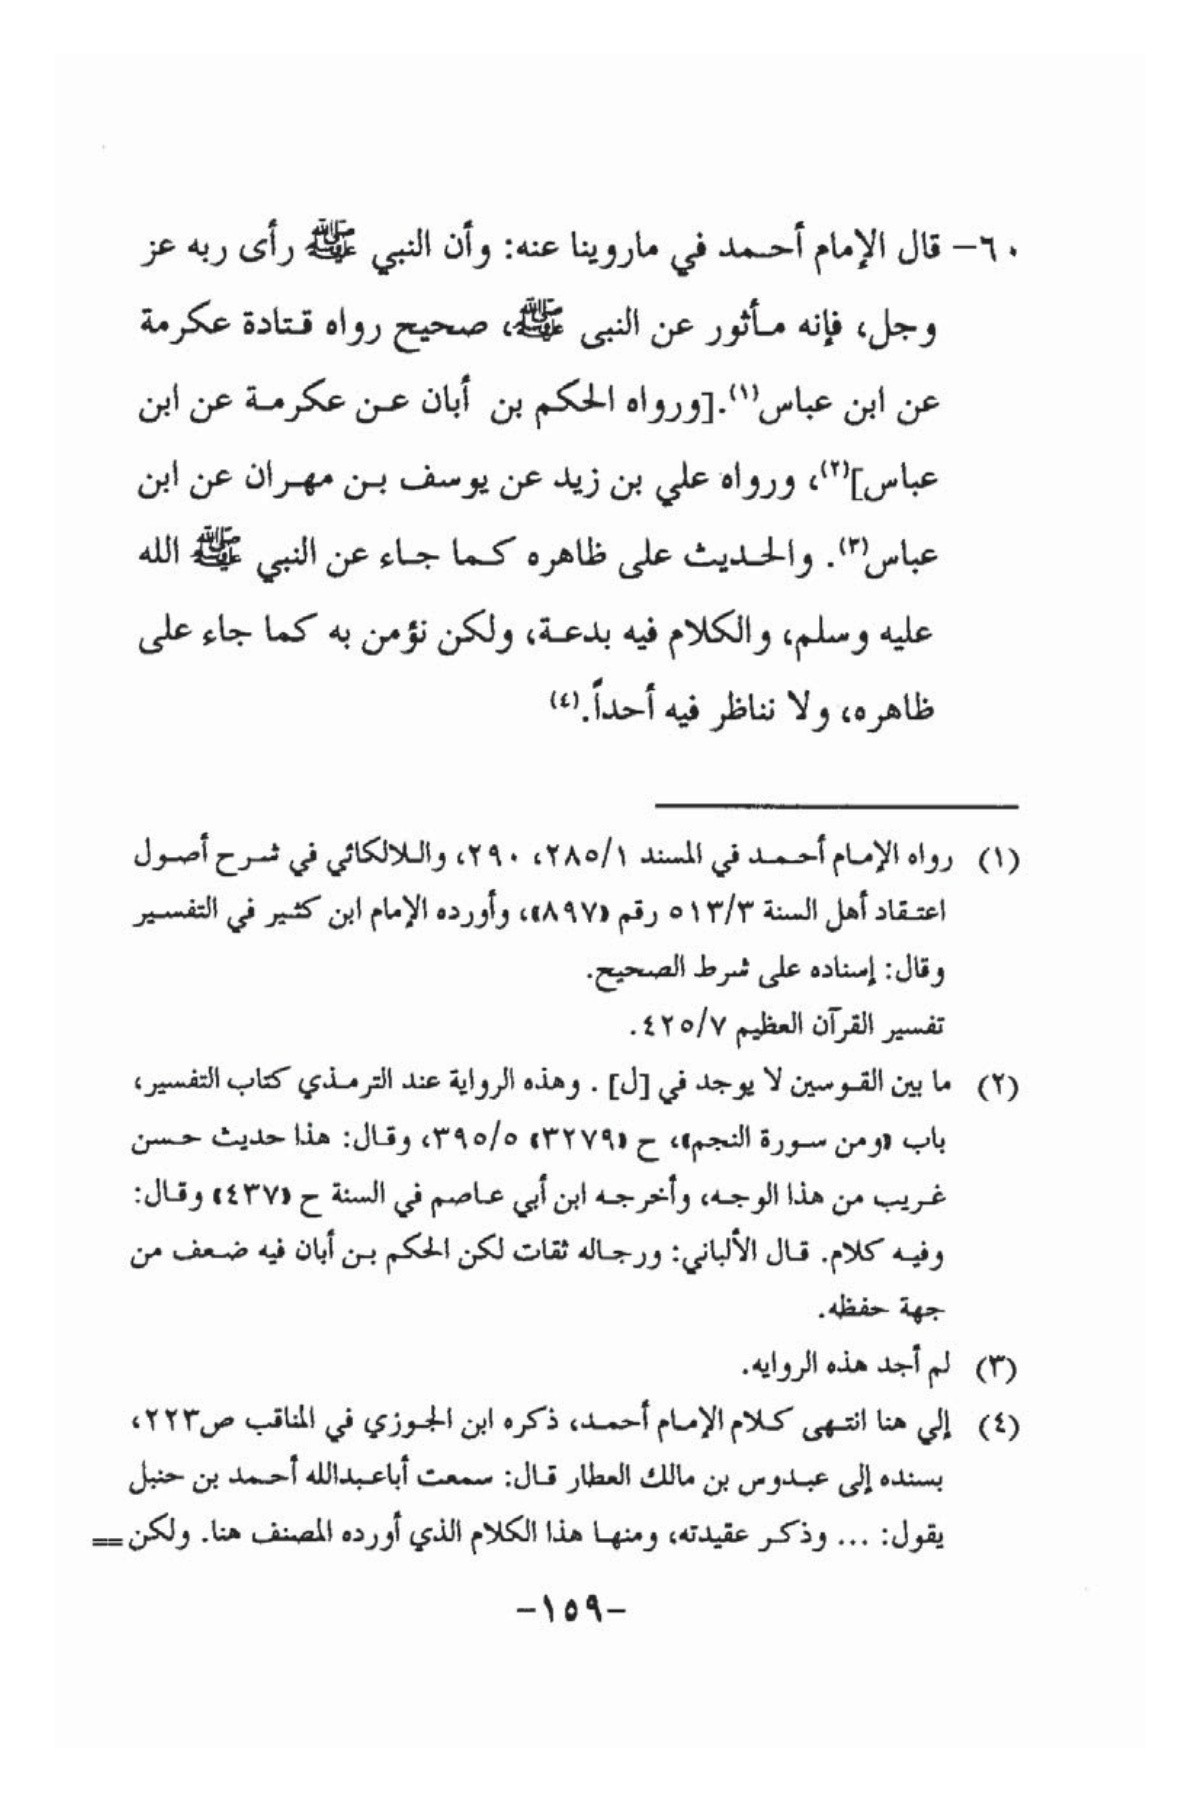 ٦٠- قال الإمام أحمد في ماروينا عنه: وأن النبي ﷺ رأى ربه عز
وجل، فإنه مأثور عن النبى ﷺ، صحيح رواه قتادة عكرمة
عن ابن عباس(١).[ورواه الحكم بن أبان عن عكرمة عن ابن
عباس](٢)، ورواه علي بن زيد عن يوسف بن مهران عن ابن
عباس(٣). والحديث على ظاهره كما جاء عن النبي ﷺ الله
عليه وسلم، والكلام فيه بدعة، ولكن نؤمن به كما جاء على
ظاهره، ولا نناظر فيه أحداً.(٤)
(١) رواه الإمام أحمد في المسند ٢٨٥/١، ٢٩٠، واللالكائي في شرح أصول
اعتقاد أهل السنة ٥١٣/٣ رقم «٨٩٧»، وأورده الإمام ابن كثير في التفسير
وقال: إسناده على شرط الصحيح.
تفسير القرآن العظيم ٤٢٥/٧.
(٢) ما بين القوسين لا يوجد في [ل] . وهذه الرواية عند الترمذي كتاب التفسير،
باب «ومن سورة النجم»، ح «٣٢٧٩» ٣٩٥/٥، وقال: هذا حديث حسن
غريب من هذا الوجه، وأخرجه ابن أبي عاصم في السنة ح «٤٣٧» وقال:
وفيه كلام. قال الألباني: ورجاله ثقات لكن الحكم بن أبان فيه ضعف من
جهة حفظه.
(٣) لم أجد هذه الروايه.
(٤) إلي هنا انتهى كلام الإمام أحمد، ذكره ابن الجوزي في المناقب ص٢٢٣،
بسنده إلى عبدوس بن مالك العطار قال: سمعت أباعبدالله أحمد بن حنبل
يقول: ... وذكر عقيدته، ومنها هذا الكلام الذي أورده المصنف هنا. ولكن ==
-١٥٩-